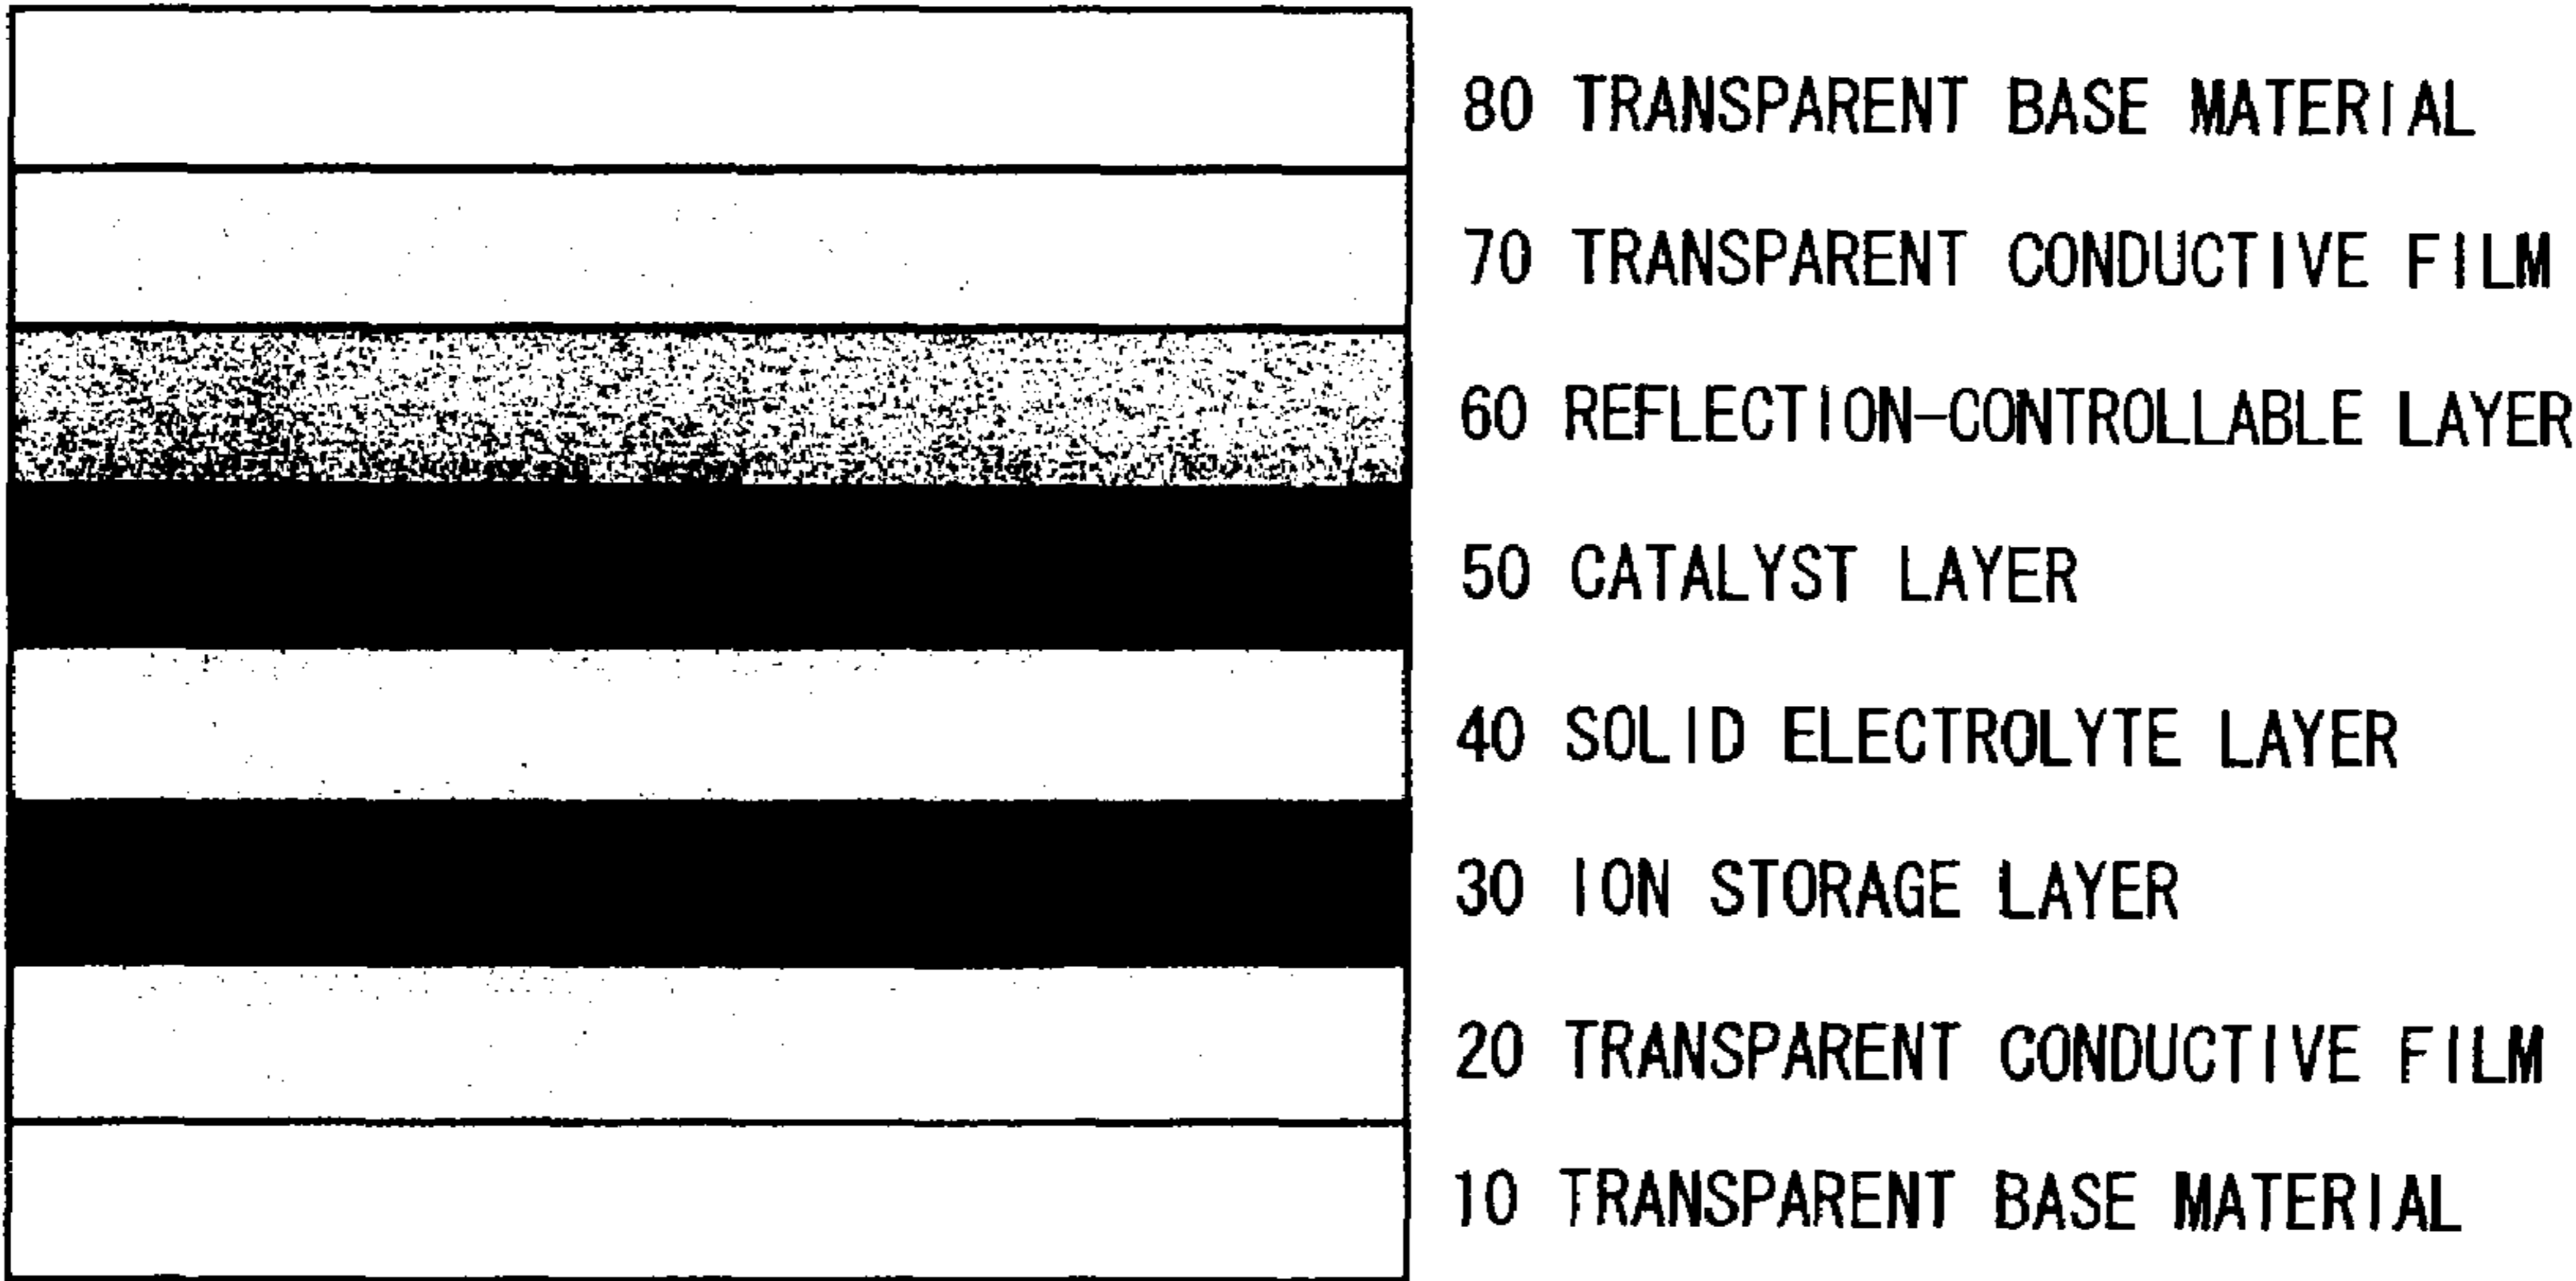 80 TRANSPARENT BASE MATERIAL
70 TRANSPARENT CONDUCTIVE FILM
60 REFLECTION-CONTROLLABLE LAYER
50 CATALYST LAYER
40 SOLID ELECTROLYTE LAYER
30 ION STORAGE LAYER
20 TRANSPARENT CONDUCTIVE FILM
10 TRANSPARENT BASE MATERIAL